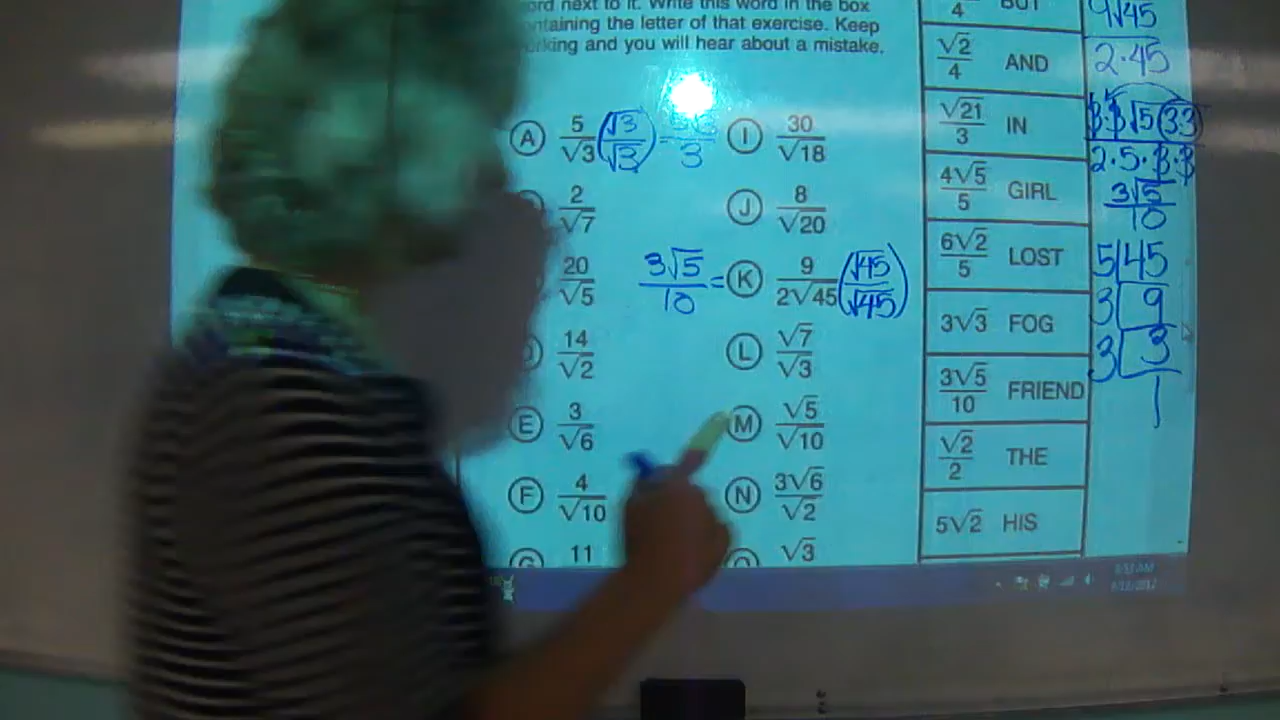 ord next to it. Write this word in the box
ntaining the letter of that exercise. Keep
rking and you will hear about a mistake.
A 5/√3 (√3/√3) = /3
2/√7
20/√5
14/√2
E 3/√6
F 4/√10
G 11
I 30/√18
J 8/√20
3√5/10 = K 9/2√45 (√45/√45)
L √7/√3
M √5/√10
N 3√6/√2
O √3
4 BUT
√2/4 AND
√21/3 IN
4√5/5 GIRL
6√2/5 LOST
3√3 FOG
3√5/10 FRIEND
√2/2 THE
5√2 HIS
9√45
2·45
3·3√5 33
2·5·3·3
3√5
10
5 45
3 9
3 3
1